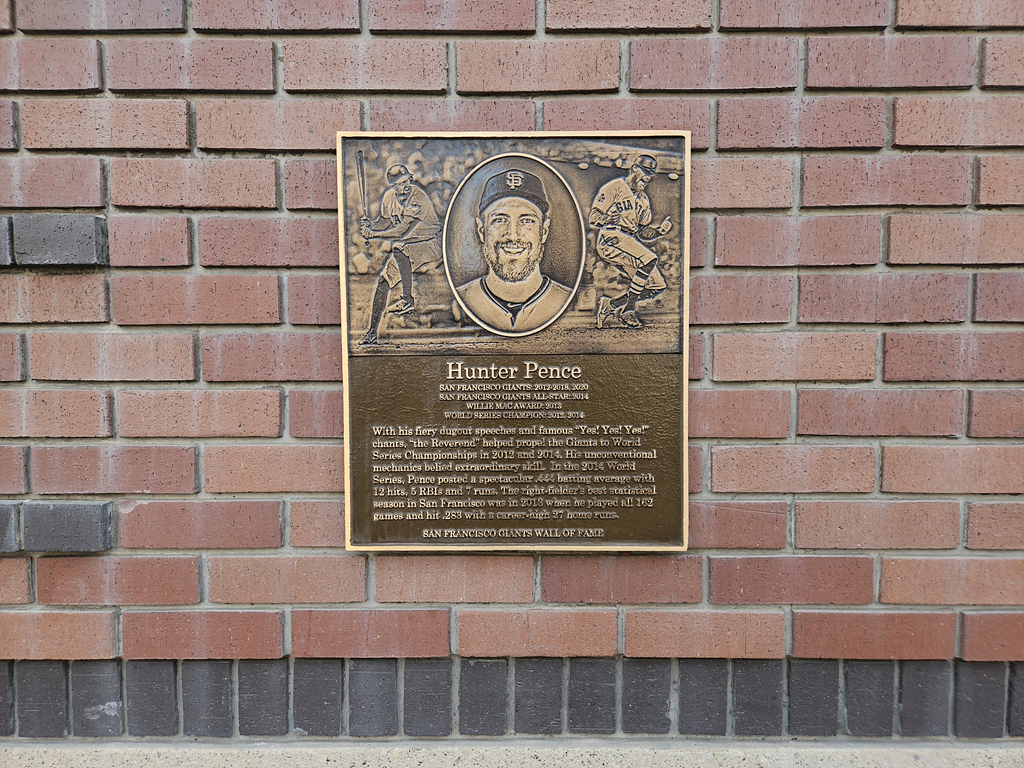 SF
GIA
Hunter Pence
SAN FRANCISCO GIANTS: 2012-2018, 2020
SAN FRANCISCO GIANTS ALL-STAR: 2014
WILLIE MAC AWARD: 2013
WORLD SERIES CHAMPION: 2012, 2014
With his fiery dugout speeches and famous "Yes! Yes! Yes!"
chants, "the Reverend" helped propel the Giants to World
Series Championships in 2012 and 2014. His unconventional
mechanics belied extraordinary skill. In the 2014 World
Series, Pence posted a spectacular .444 batting average with
12 hits, 5 RBIs and 7 runs. The right-fielder's best statistical
season in San Francisco was in 2013 when he played all 162
games and hit .283 with a career-high 27 home runs.
SAN FRANCISCO GIANTS WALL OF FAME